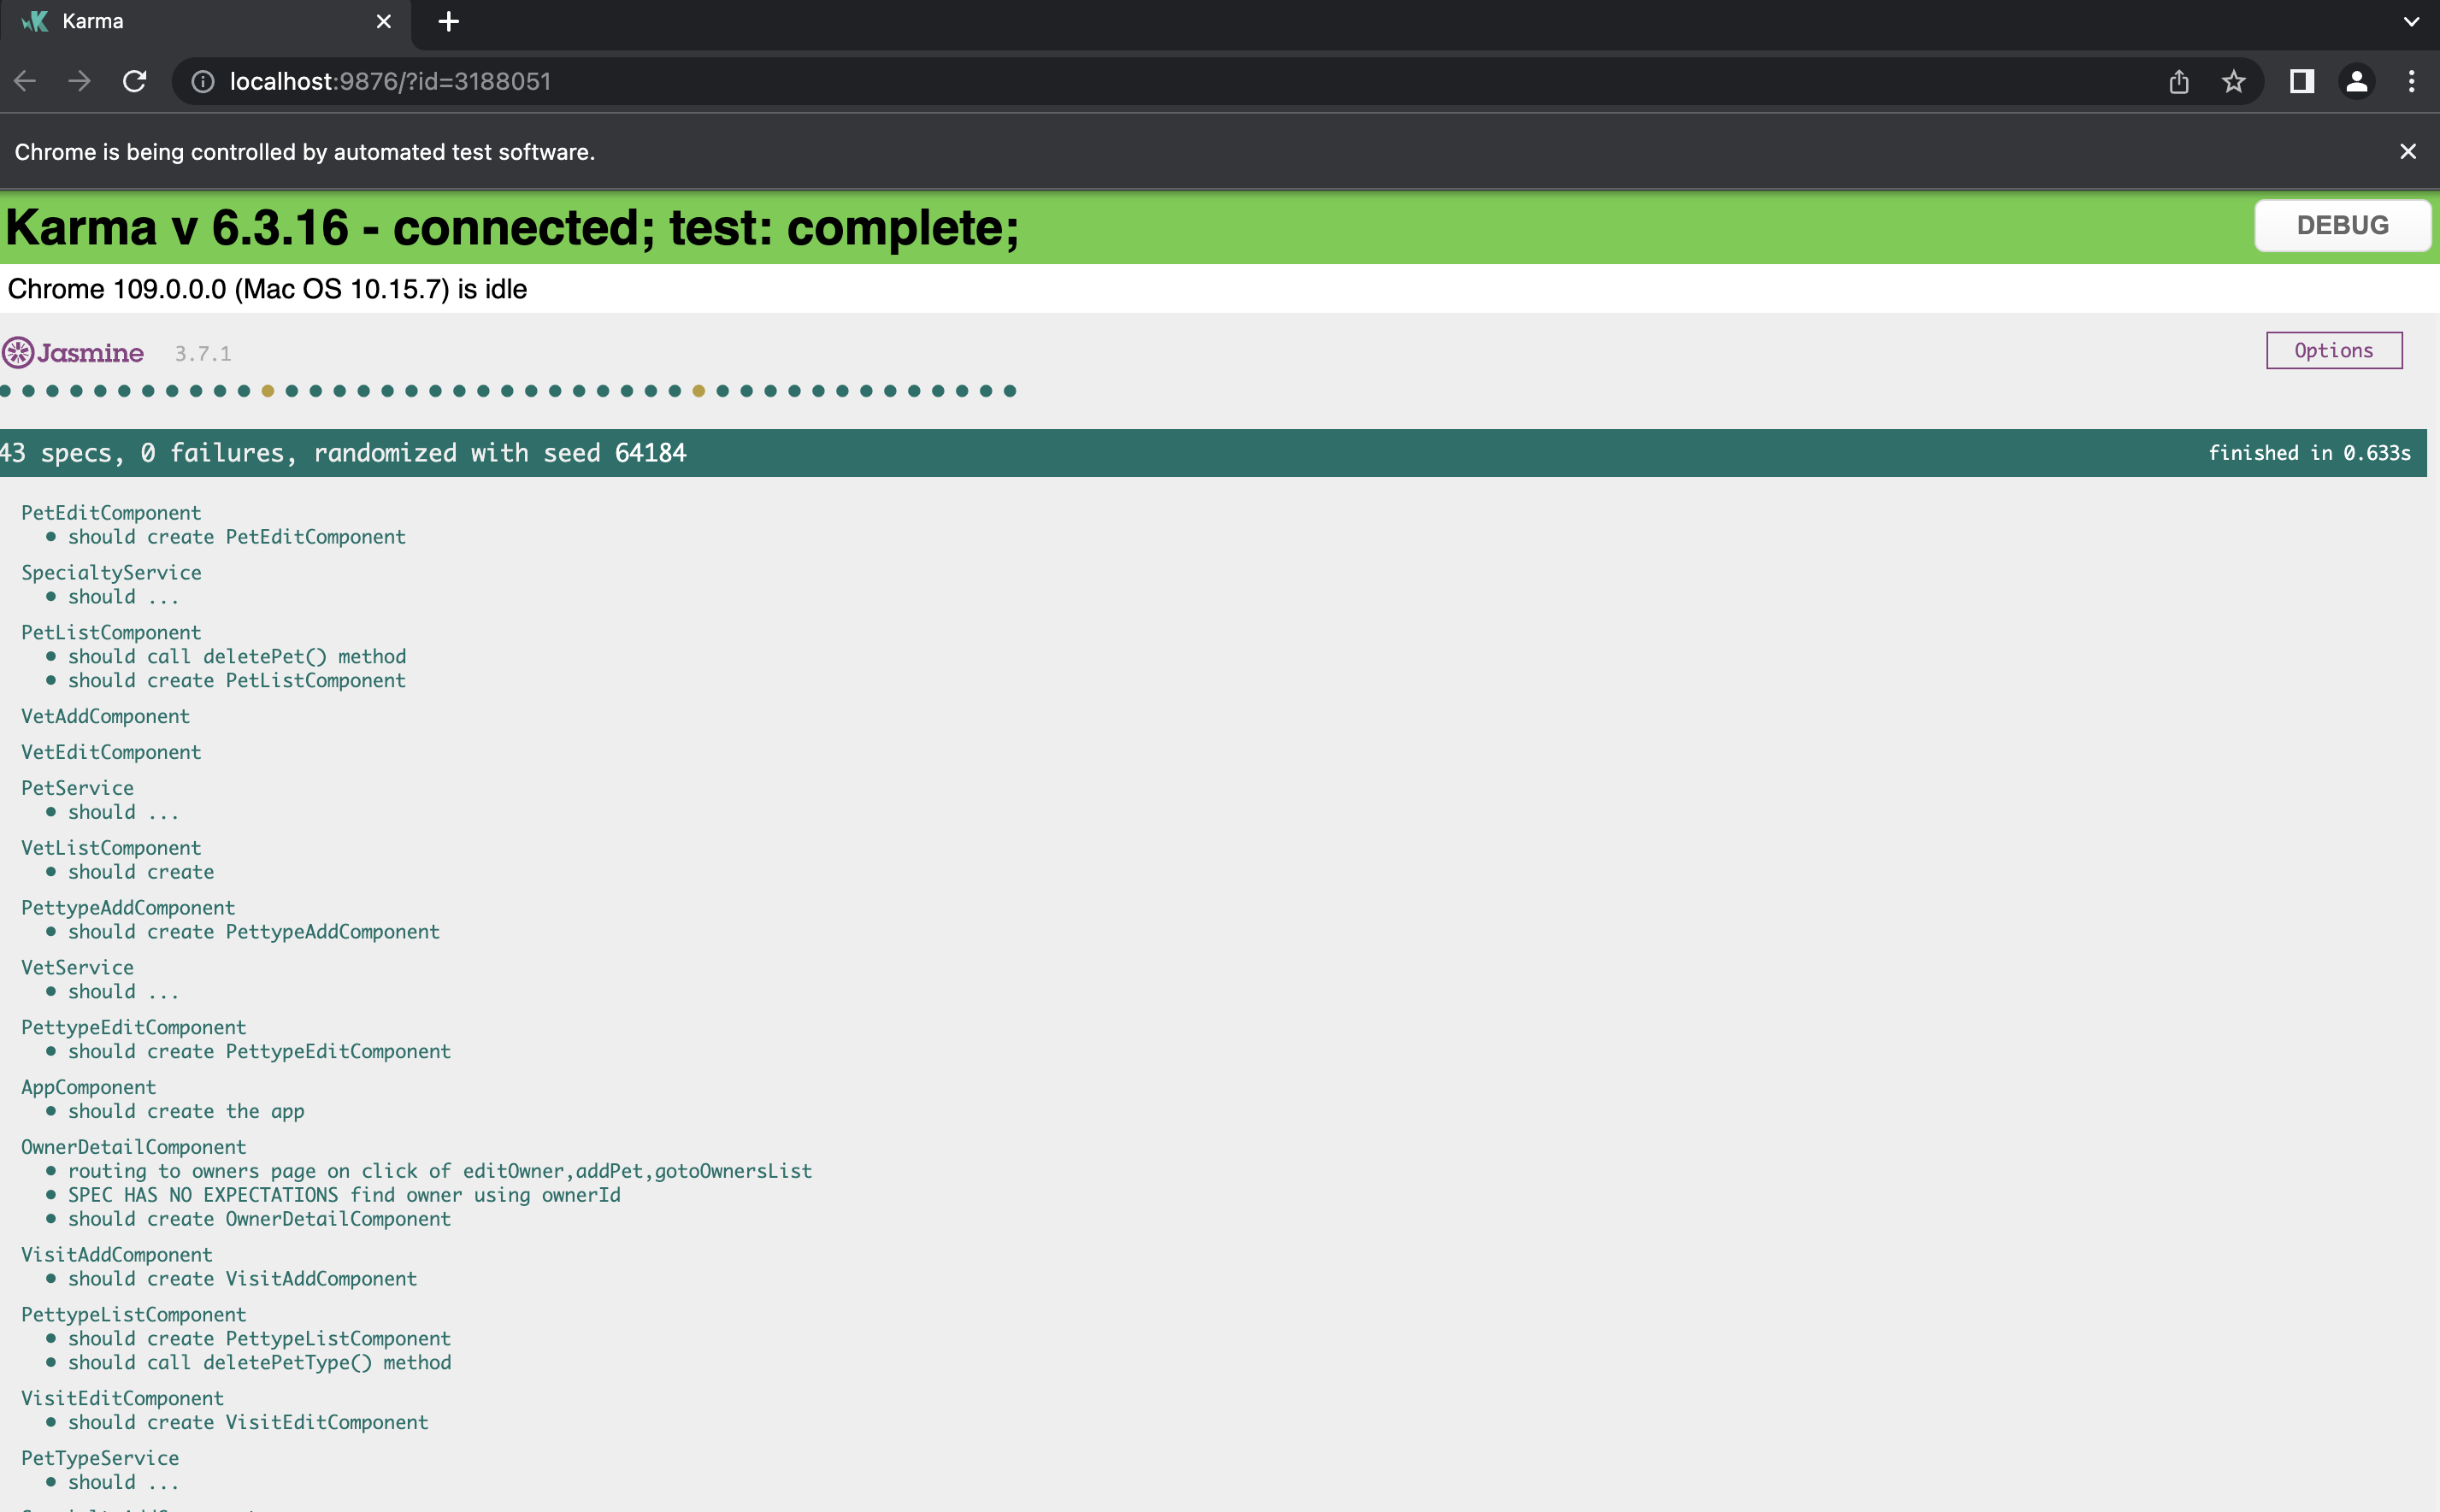 Karma
localhost:9876/?id=3188051
Chrome is being controlled by automated test software.
Karma v 6.3.16 - connected; test: complete;
DEBUG
Chrome 109.0.0.0 (Mac OS 10.15.7) is idle
Jasmine 3.7.1
Options
43 specs, 0 failures, randomized with seed 64184
finished in 0.633s
PetEditComponent
• should create PetEditComponent
SpecialtyService
• should ...
PetListComponent
• should call deletePet() method
• should create PetListComponent
VetAddComponent
VetEditComponent
PetService
• should ...
VetListComponent
• should create
PettypeAddComponent
• should create PettypeAddComponent
VetService
• should ...
PettypeEditComponent
• should create PettypeEditComponent
AppComponent
• should create the app
OwnerDetailComponent
• routing to owners page on click of editOwner,addPet,gotoOwnersList
• SPEC HAS NO EXPECTATIONS find owner using ownerId
• should create OwnerDetailComponent
VisitAddComponent
• should create VisitAddComponent
PettypeListComponent
• should create PettypeListComponent
• should call deletePetType() method
VisitEditComponent
• should create VisitEditComponent
PetTypeService
• should ...